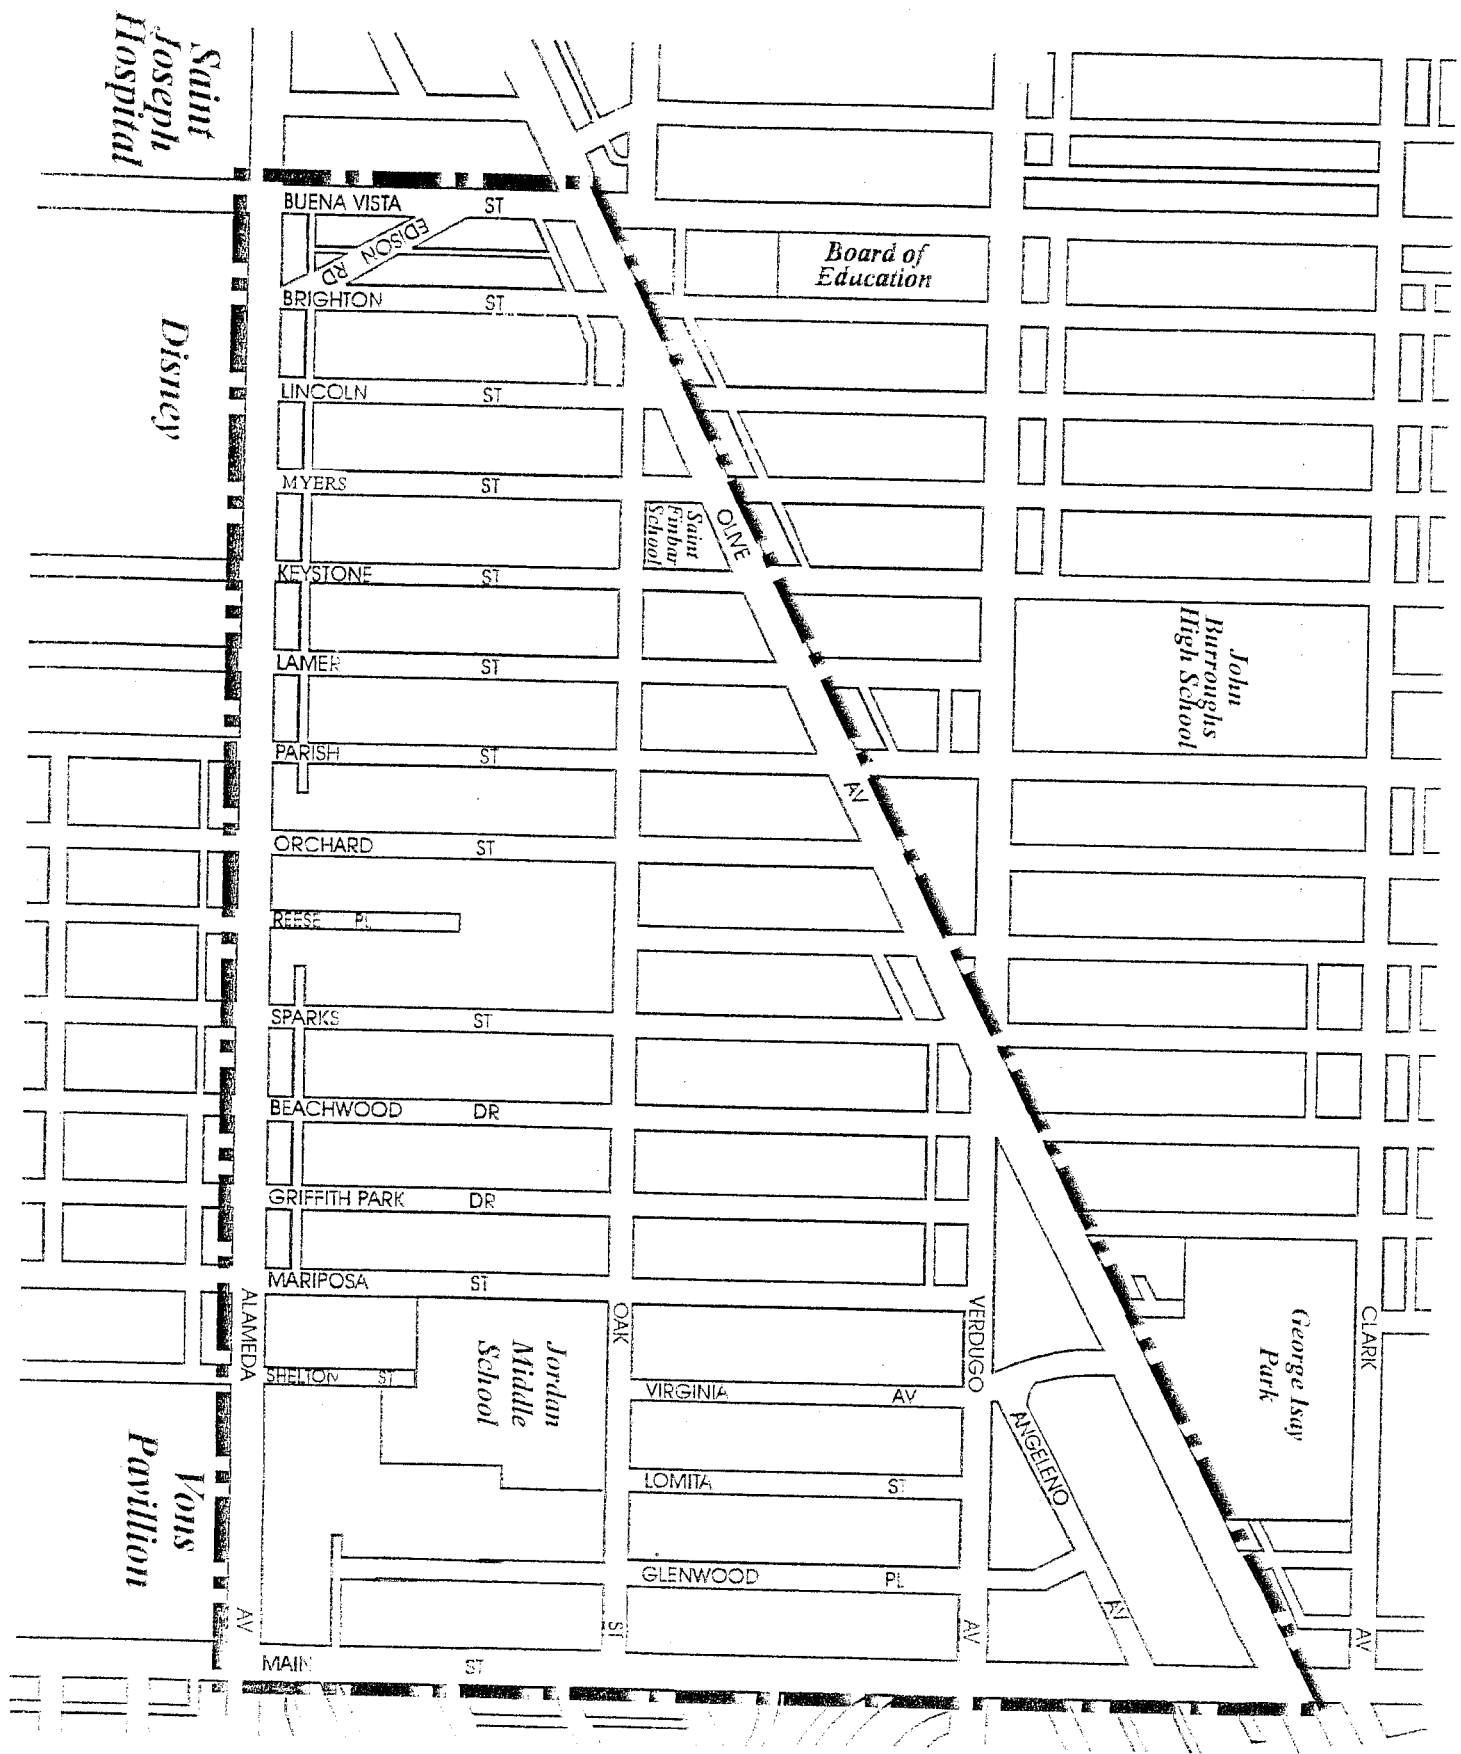 Saint
Joseph
Hospital
BUENA VISTA ST
EDISON RD
Board of
Education
BRIGHTON ST
Disney
LINCOLN ST
MYERS ST
OLIVE
Saint
Finbar
School
KEYSTONE ST
John
Burroughs
High School
LAMER ST
PARISH ST
AV
ORCHARD ST
REESE PL
SPARKS ST
BEACHWOOD DR
GRIFFITH PARK DR
MARIPOSA ST
ALAMEDA
OAK
VERDUGO
CLARK
George Isay
Park
Jordan
Middle
School
SHELTON ST
VIRGINIA AV
ANGELENO
Vons
Pavillion
LOMITA ST
GLENWOOD PL
AV
ST
AV
AV
AV
MAIN ST